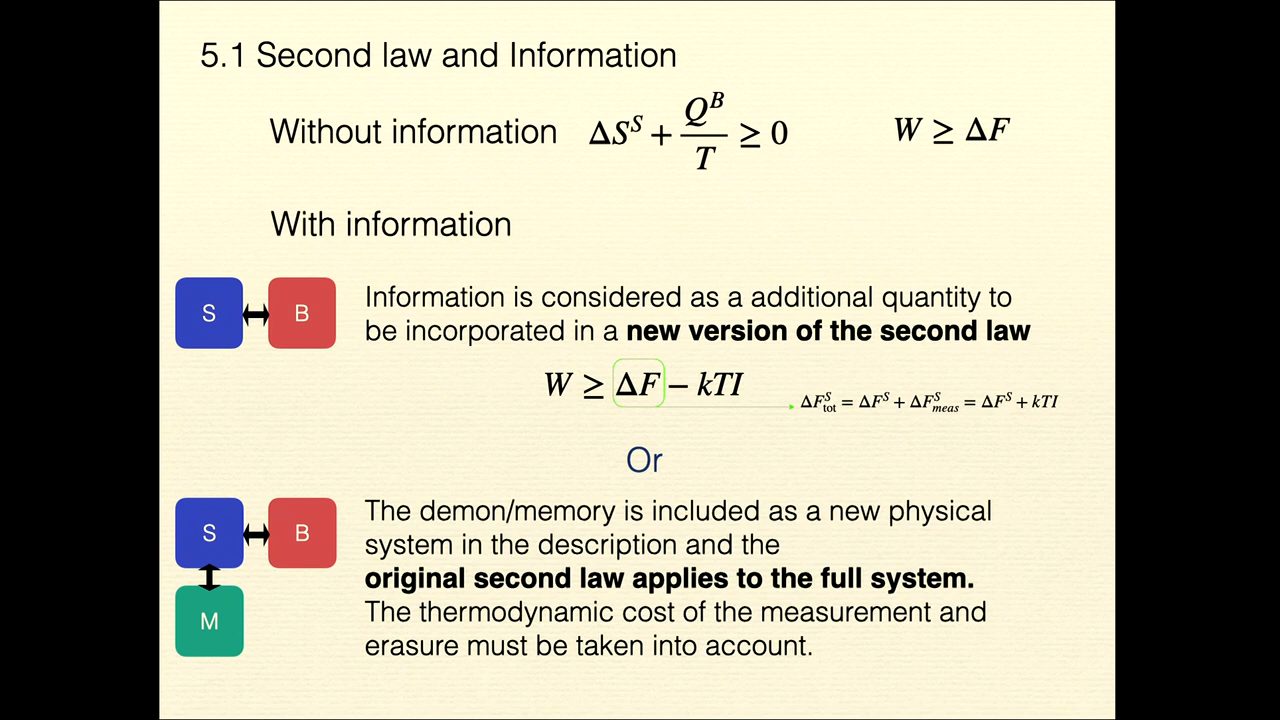 5.1 Second law and Information
Without information ΔS^S + Q^B/T ≥ 0 W ≥ ΔF
With information
S B
Information is considered as a additional quantity to
be incorporated in a new version of the second law
W ≥ ΔF − kTI
ΔF^S_tot = ΔF^S + ΔF^S_meas = ΔF^S + kTI
Or
S B
M
The demon/memory is included as a new physical
system in the description and the
original second law applies to the full system.
The thermodynamic cost of the measurement and
erasure must be taken into account.